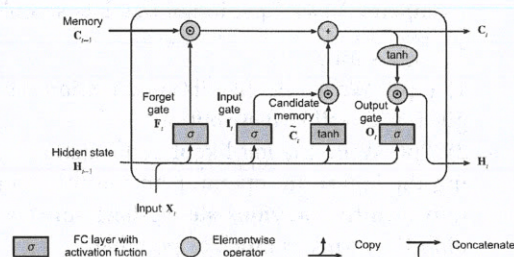 Memory
C_{t−1}
C_t
tanh
Forget gate
F_t
Input gate
I_t
Candidate memory
C̃_t
Output gate
O_t
σ
σ
tanh
σ
Hidden state
H_{t−1}
H_t
Input X_t
σ
FC layer with
activation fuction
Elementwise
operator
Copy
Concatenate